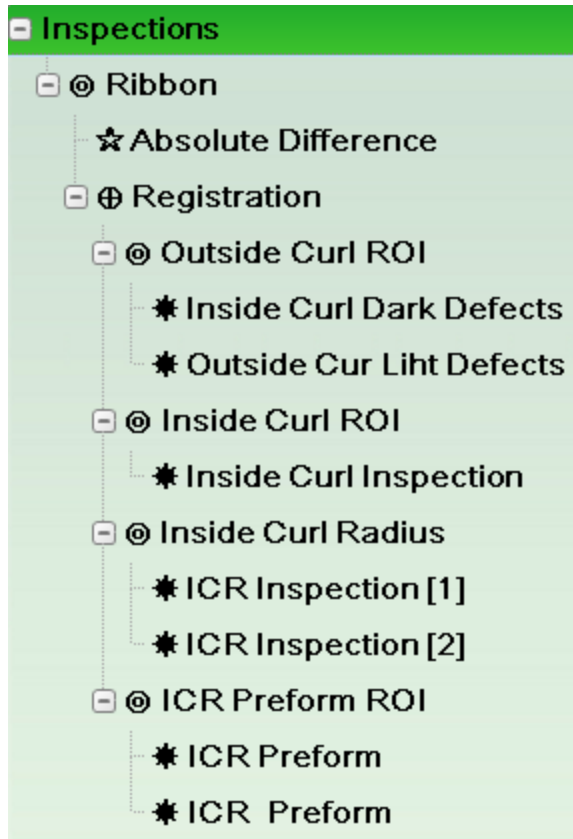 Inspections
Ribbon
Absolute Difference
Registration
Outside Curl ROI
Inside Curl Dark Defects
Outside Cur Liht Defects
Inside Curl ROI
Inside Curl Inspection
Inside Curl Radius
ICR Inspection [1]
ICR Inspection [2]
ICR Preform ROI
ICR Preform
ICR  Preform